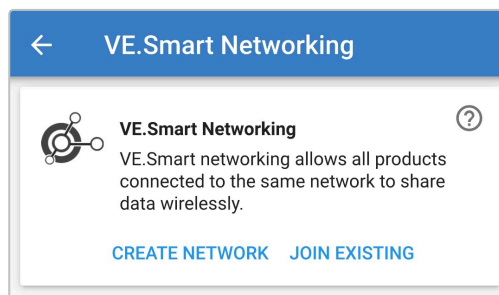 VE.Smart Networking
VE.Smart Networking
VE.Smart networking allows all products
connected to the same network to share
data wirelessly.
CREATE NETWORK JOIN EXISTING